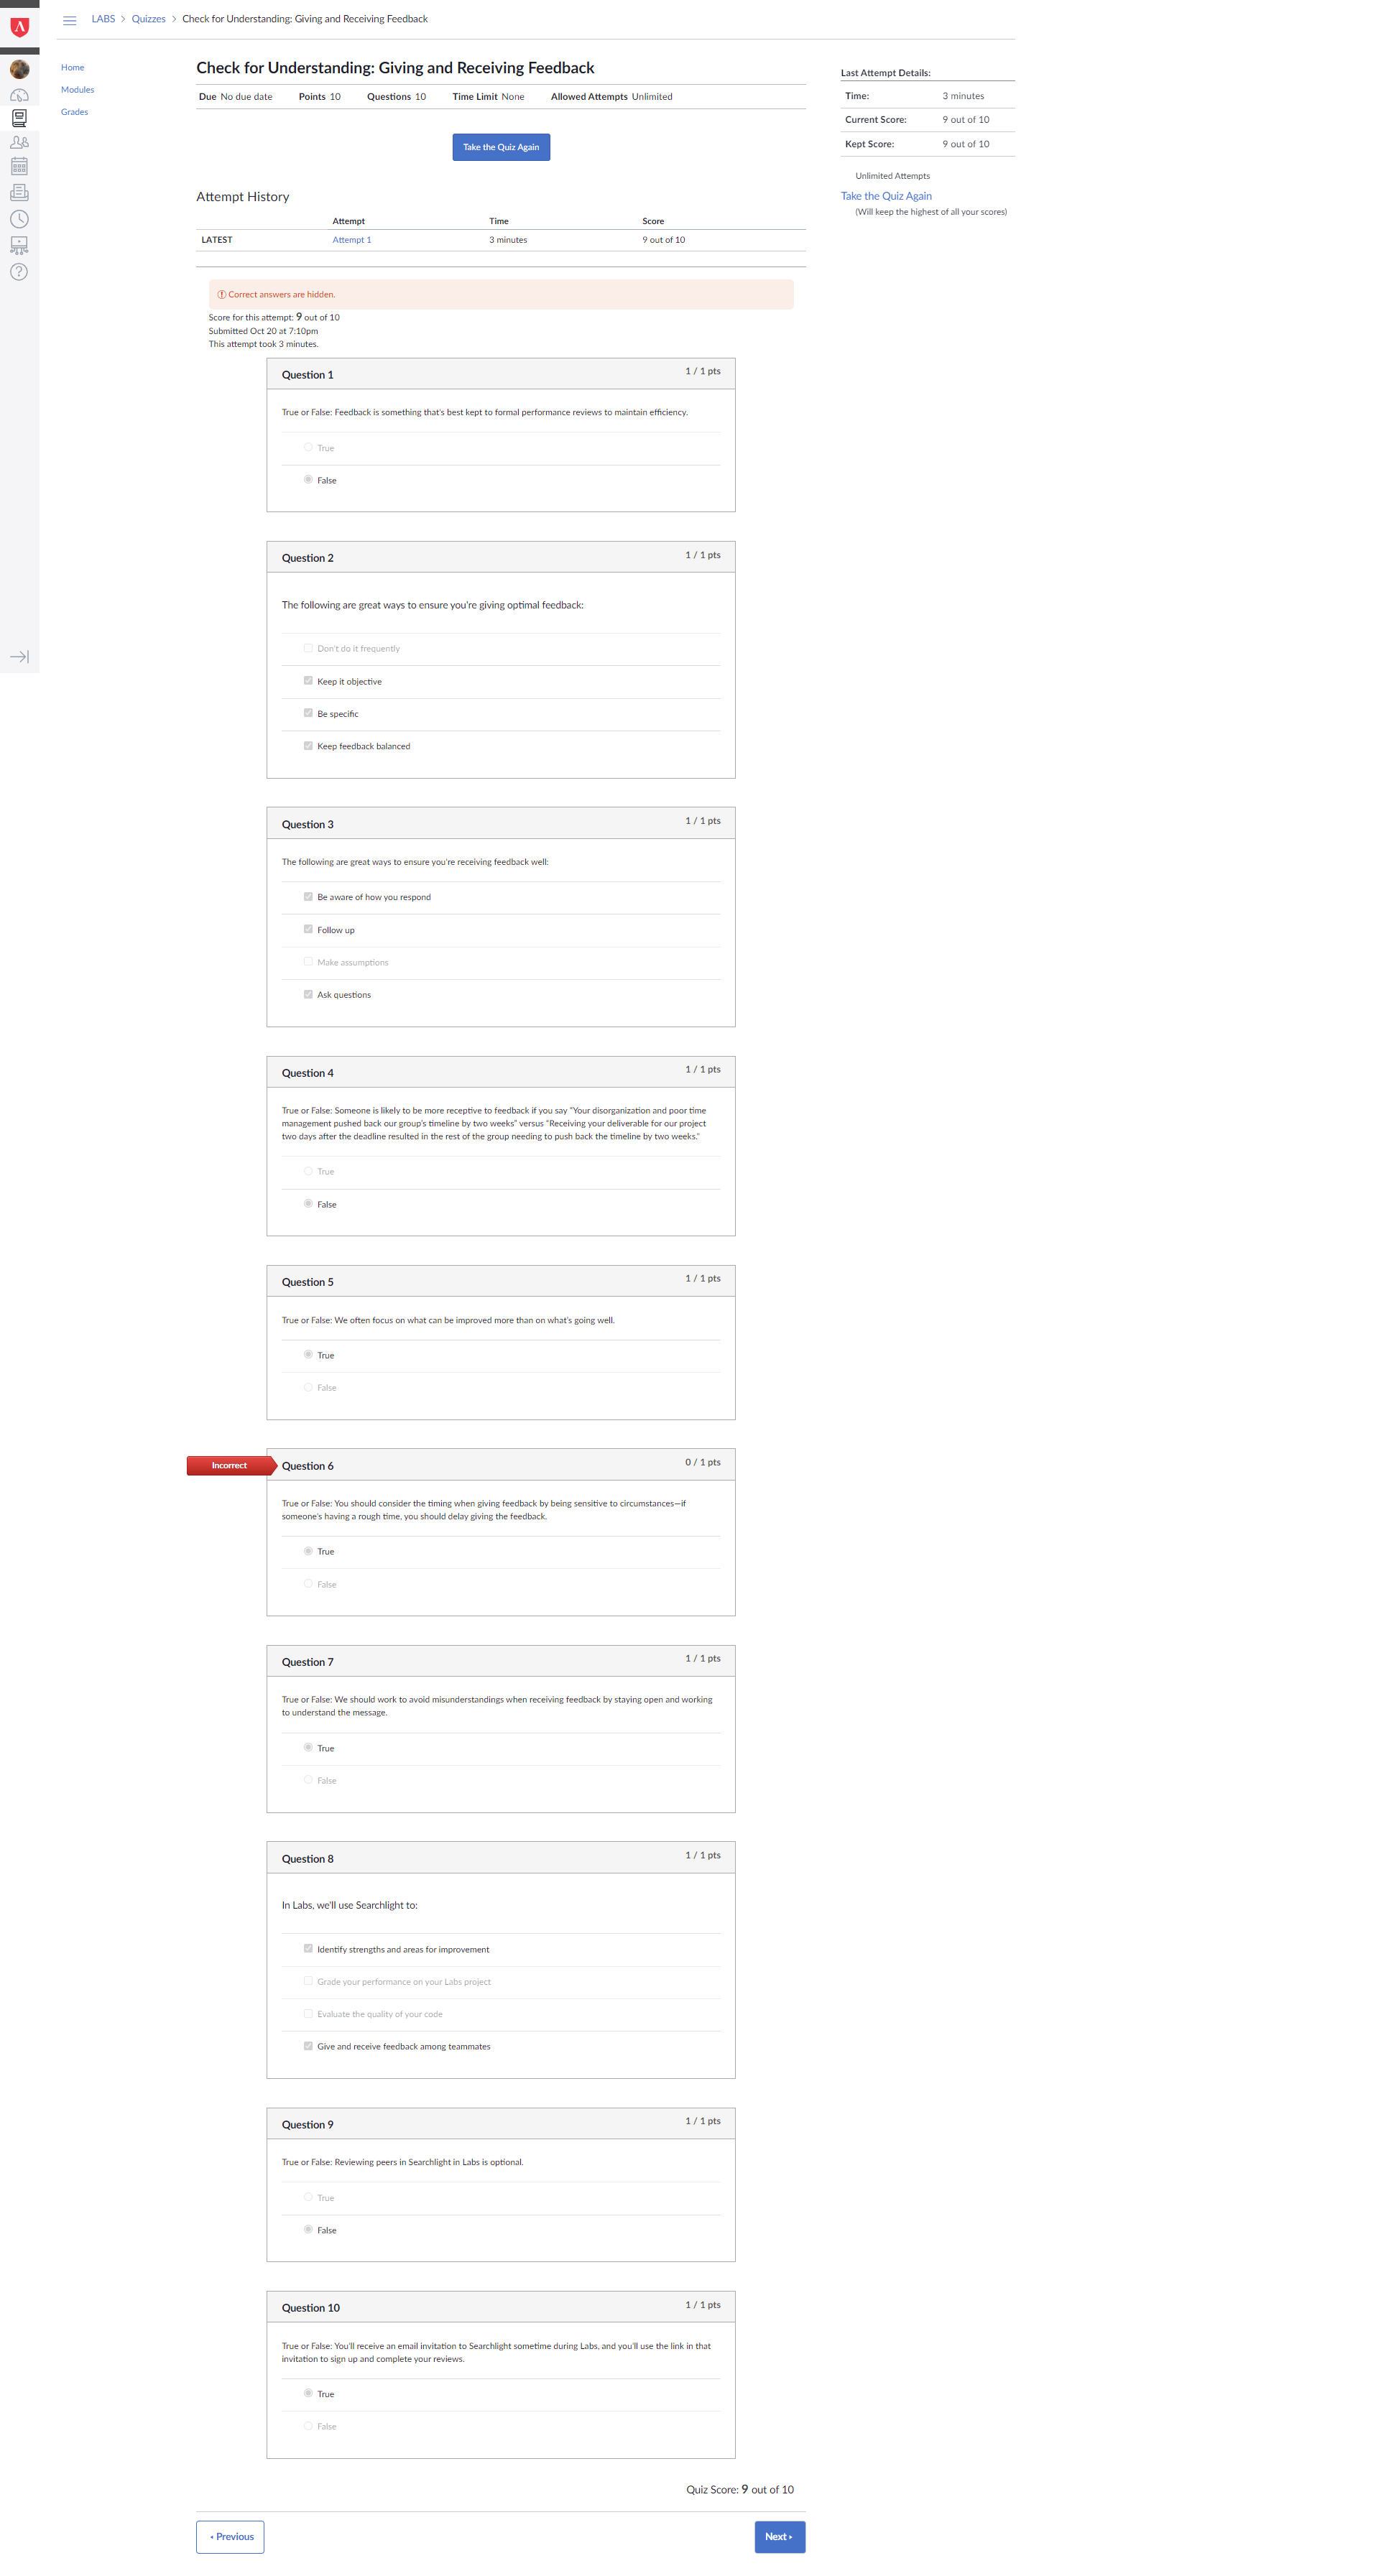 LABS > Quizzes > Check for Understanding: Giving and Receiving Feedback
Home
Modules
Grades
Check for Understanding: Giving and Receiving Feedback
Due No due date Points 10 Questions 10 Time Limit None Allowed Attempts Unlimited
Take the Quiz Again
Attempt History
Attempt Time Score
LATEST Attempt 1 3 minutes 9 out of 10
Last Attempt Details:
Time: 3 minutes
Current Score: 9 out of 10
Kept Score: 9 out of 10
Unlimited Attempts
Take the Quiz Again
(Will keep the highest of all your scores)
Correct answers are hidden.
Score for this attempt: 9 out of 10
Submitted Oct 20 at 7:10pm
This attempt took 3 minutes.
Question 1 1 / 1 pts
True or False: Feedback is something that's best kept to formal performance reviews to maintain efficiency.
True
False
Question 2 1 / 1 pts
The following are great ways to ensure you're giving optimal feedback:
Don't do it frequently
Keep it objective
Be specific
Keep feedback balanced
Question 3 1 / 1 pts
The following are great ways to ensure you're receiving feedback well:
Be aware of how you respond
Follow up
Make assumptions
Ask questions
Question 4 1 / 1 pts
True or False: Someone is likely to be more receptive to feedback if you say “Your disorganization and poor time
management pushed back our group's timeline by two weeks” versus “Receiving your deliverable for our project
two days after the deadline resulted in the rest of the group needing to push back the timeline by two weeks.”
True
False
Question 5 1 / 1 pts
True or False: We often focus on what can be improved more than on what's going well.
True
False
Incorrect
Question 6 0 / 1 pts
True or False: You should consider the timing when giving feedback by being sensitive to circumstances—if
someone's having a rough time, you should delay giving the feedback.
True
False
Question 7 1 / 1 pts
True or False: We should work to avoid misunderstandings when receiving feedback by staying open and working
to understand the message.
True
False
Question 8 1 / 1 pts
In Labs, we'll use Searchlight to:
Identify strengths and areas for improvement
Grade your performance on your Labs project
Evaluate the quality of your code
Give and receive feedback among teammates
Question 9 1 / 1 pts
True or False: Reviewing peers in Searchlight in Labs is optional.
True
False
Question 10 1 / 1 pts
True or False: You'll receive an email invitation to Searchlight sometime during Labs, and you'll use the link in that
invitation to sign up and complete your reviews.
True
False
Quiz Score: 9 out of 10
Previous
Next